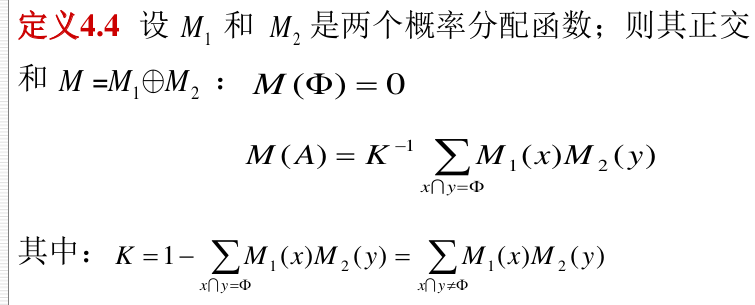 定义4.4 设 M₁ 和 M₂ 是两个概率分配函数；则其正交
和 M =M₁⊕M₂ ： M(Φ) = 0
M(A) = K⁻¹ ∑_{x∩y=Φ} M₁(x)M₂(y)
其中：K = 1 − ∑_{x∩y=Φ} M₁(x)M₂(y) = ∑_{x∩y≠Φ} M₁(x)M₂(y)